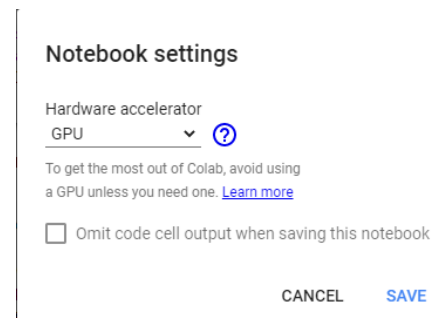 Notebook settings
Hardware accelerator
GPU
To get the most out of Colab, avoid using
a GPU unless you need one. Learn more
Omit code cell output when saving this notebook
CANCEL SAVE